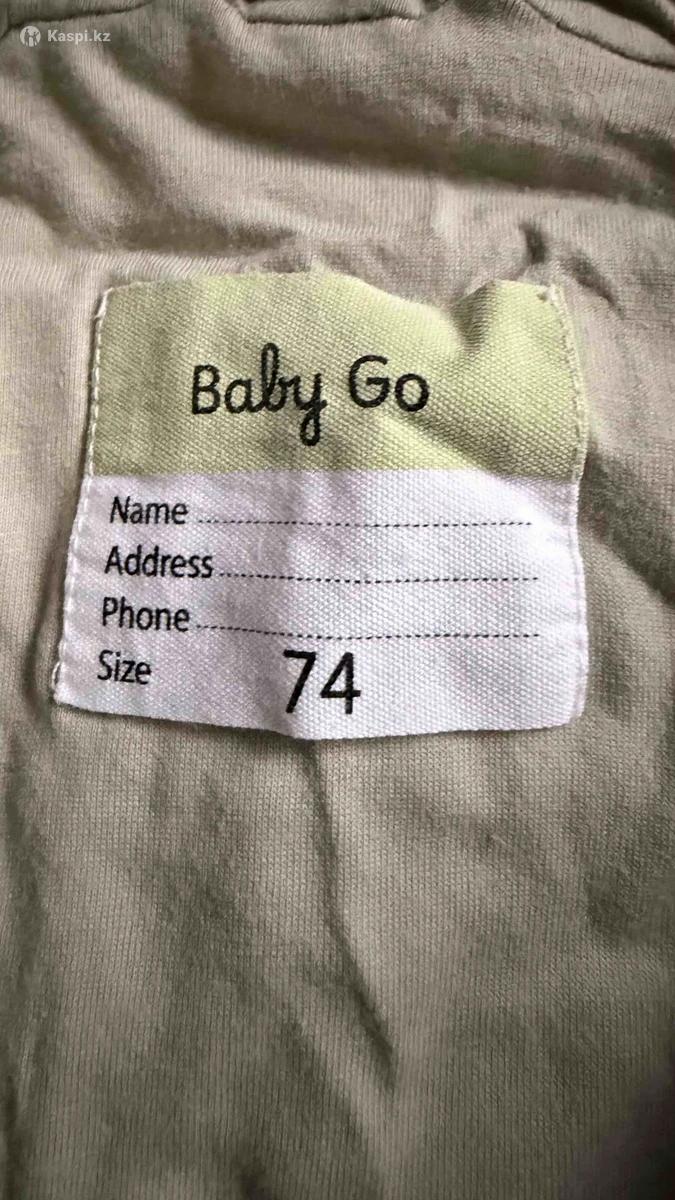 Kaspi.kz
Baby Go
Name
Address
Phone
Size 74